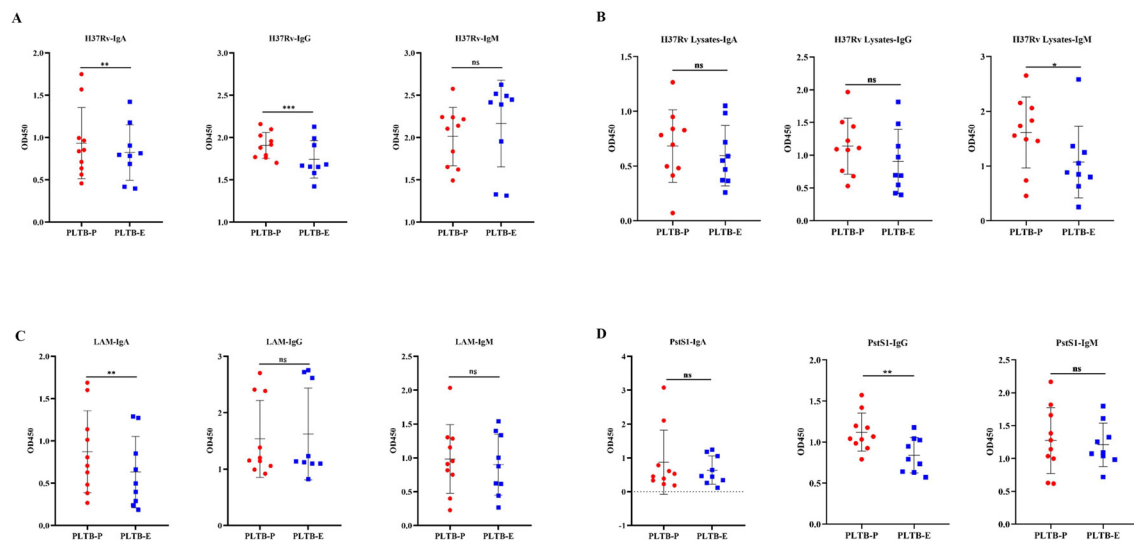 A
H37Rv-IgA
OD450
2.0
1.5
1.0
0.5
0.0
**
PLTB-P PLTB-E
H37Rv-IgG
OD450
3.0
2.5
2.0
1.5
1.0
***
PLTB-P PLTB-E
H37Rv-IgM
OD450
3.0
2.5
2.0
1.5
1.0
ns
PLTB-P PLTB-E
B
H37Rv Lysates-IgA
OD450
1.5
1.0
0.5
0.0
ns
PLTB-P PLTB-E
H37Rv Lysates-IgG
OD450
2.5
2.0
1.5
1.0
0.5
0.0
ns
PLTB-P PLTB-E
H37Rv Lysates-IgM
OD450
3
2
1
0
*
PLTB-P PLTB-E
C
LAM-IgA
OD450
2.0
1.5
1.0
0.5
0.0
**
PLTB-P PLTB-E
LAM-IgG
OD450
3
2
1
0
ns
PLTB-P PLTB-E
LAM-IgM
OD450
2.5
2.0
1.5
1.0
0.5
0.0
ns
PLTB-P PLTB-E
D
PstS1-IgA
OD450
4
3
2
1
0
-1
ns
PLTB-P PLTB-E
PstS1-IgG
OD450
2.0
1.5
1.0
0.5
0.0
**
PLTB-P PLTB-E
PstS1-IgM
OD450
2.5
2.0
1.5
1.0
0.5
0.0
ns
PLTB-P PLTB-E